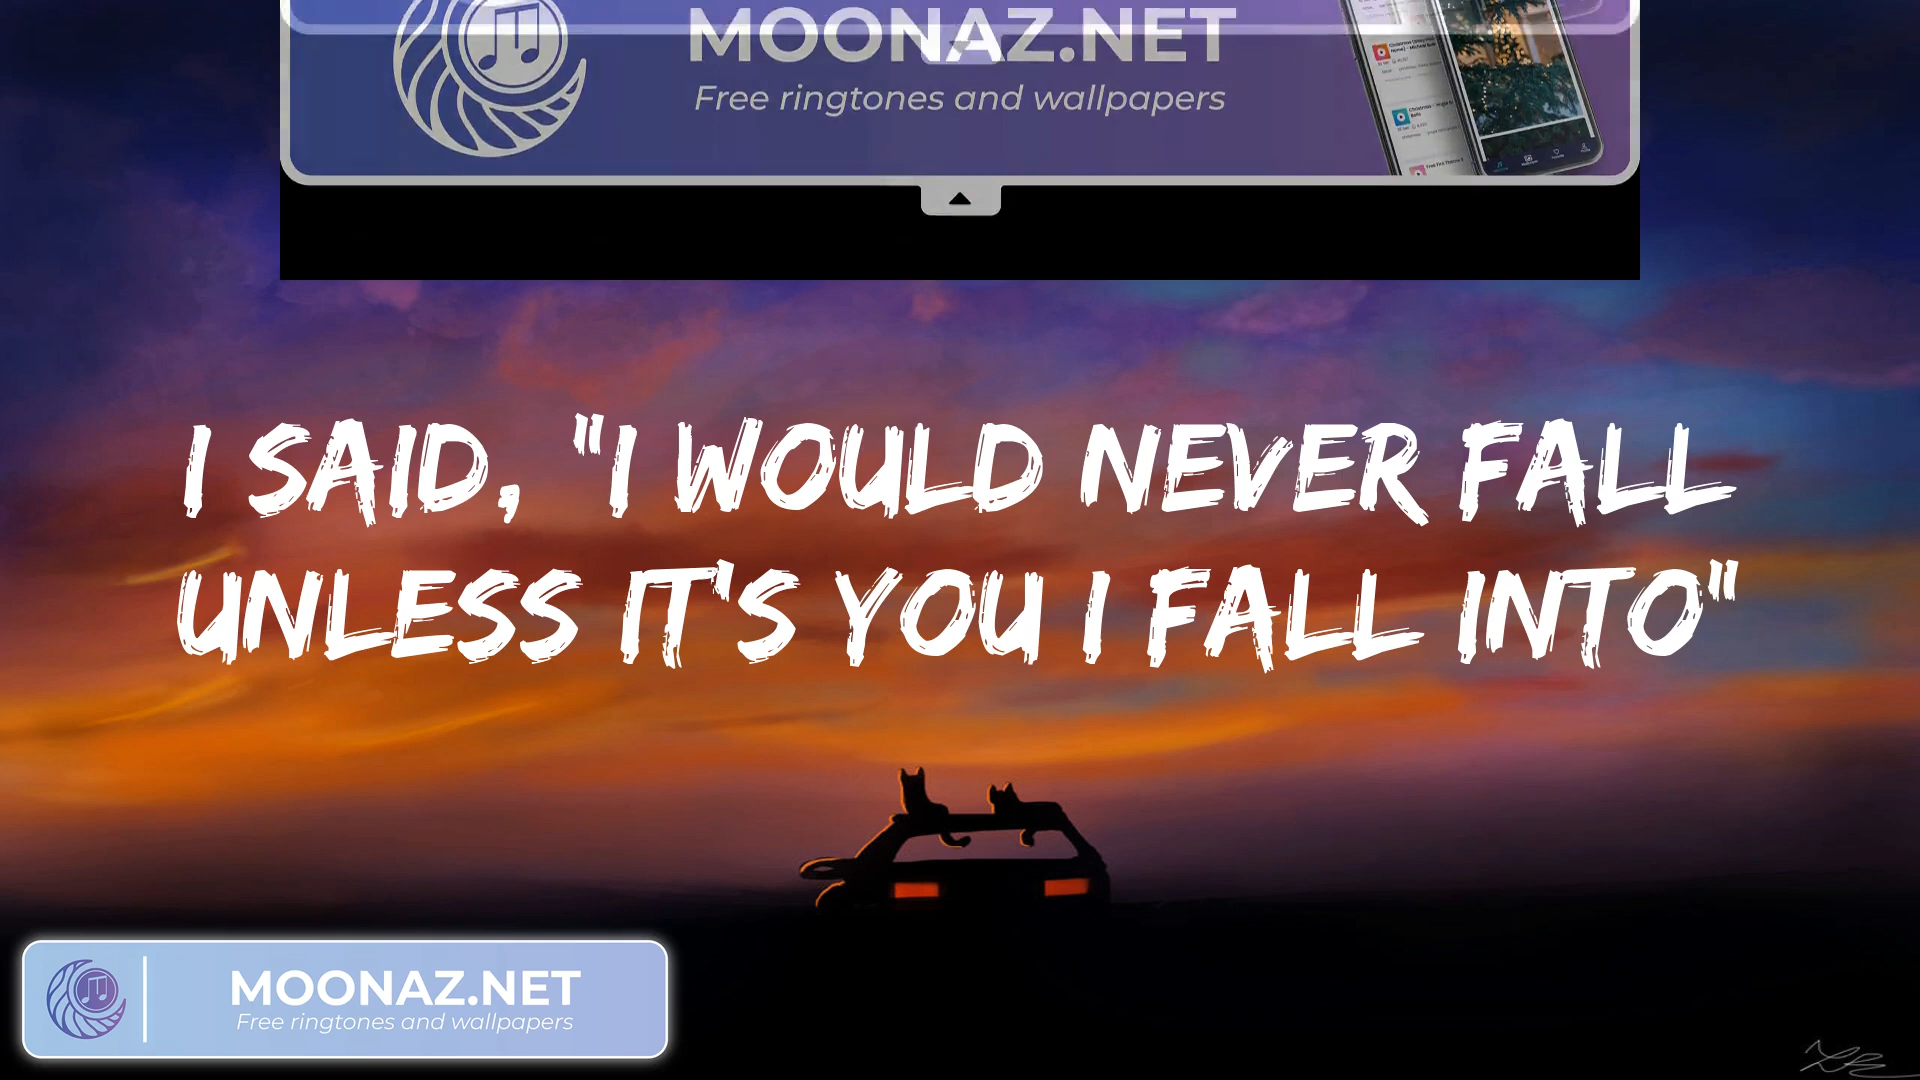 MOONAZ.NET
Free ringtones and wallpapers
I SAID, "I WOULD NEVER FALL
UNLESS IT'S YOU I FALL INTO"
MOONAZ.NET
Free ringtones and wallpapers